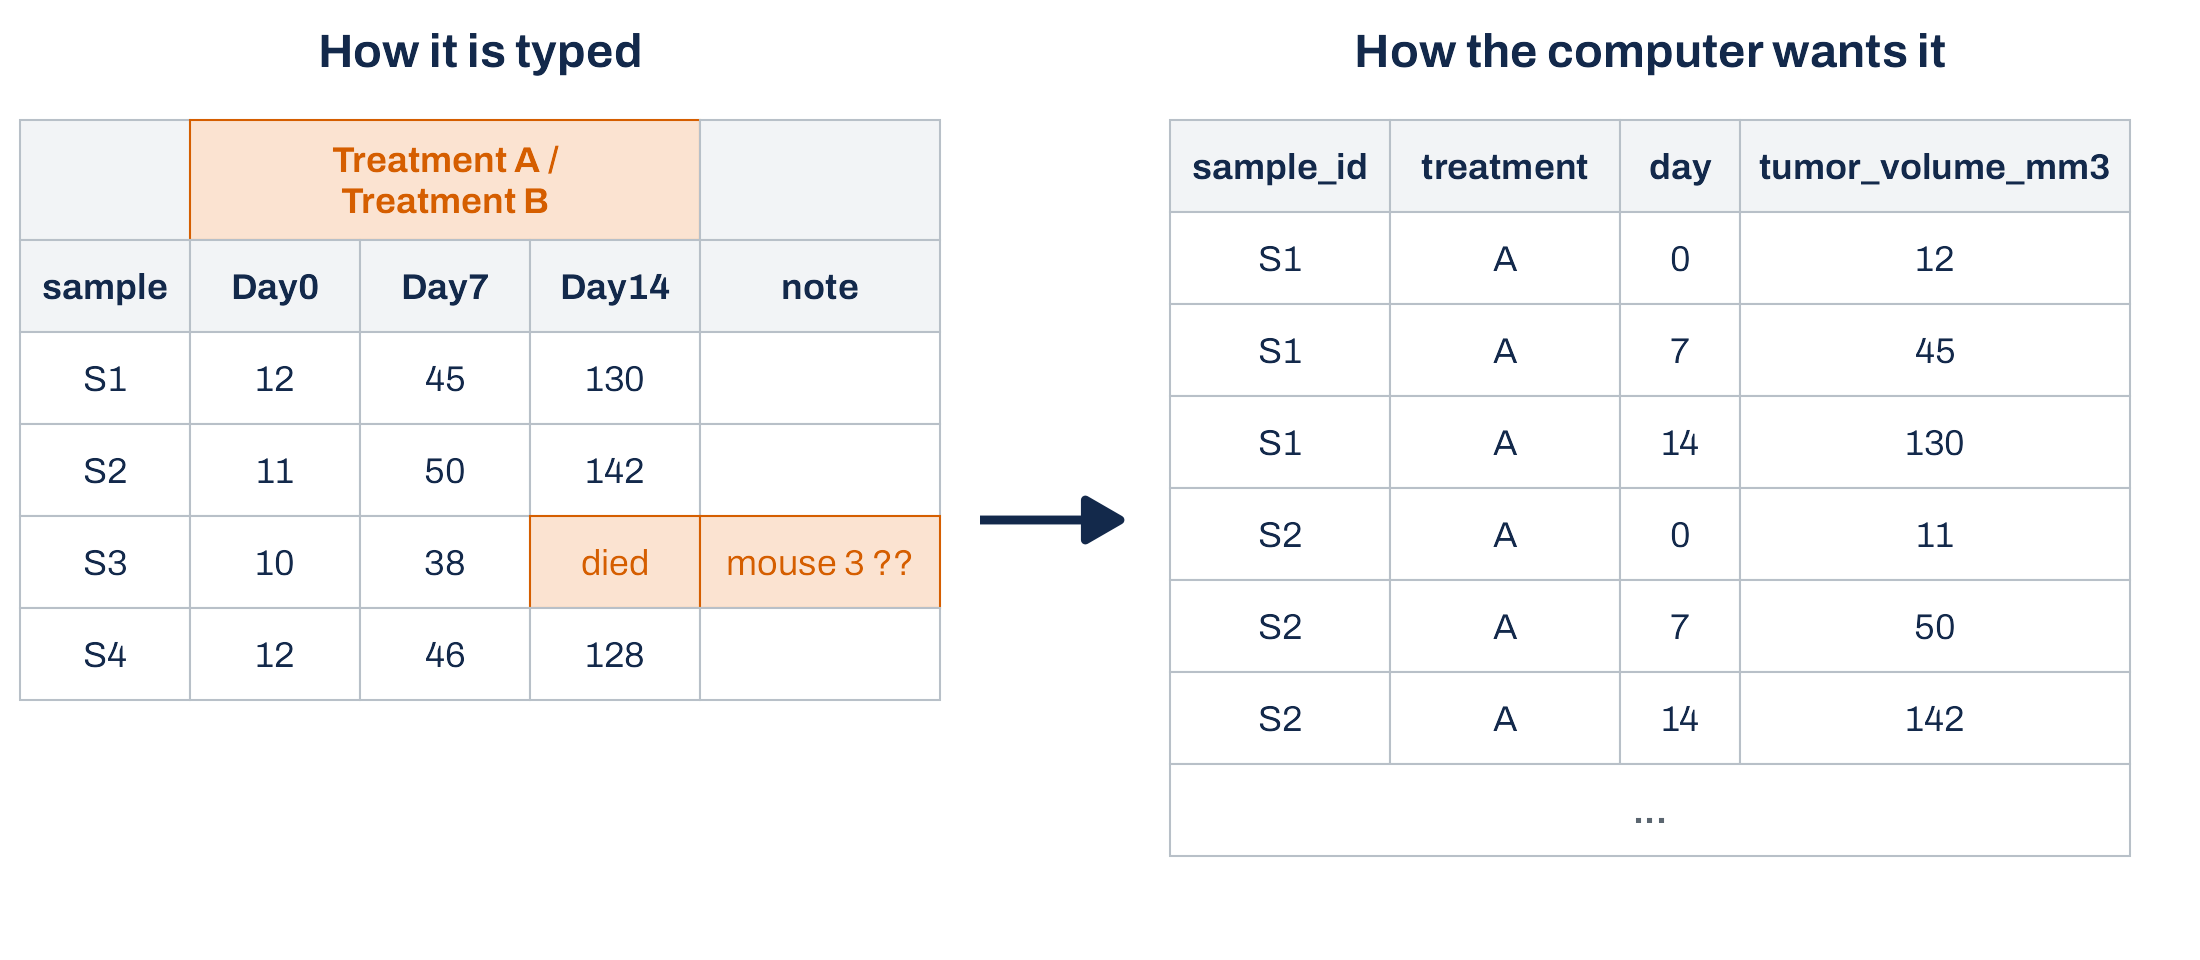 How it is typed
Treatment A /
Treatment B
sample Day0 Day7 Day14 note
S1 12 45 130
S2 11 50 142
S3 10 38 died mouse 3 ??
S4 12 46 128
How the computer wants it
sample_id treatment day tumor_volume_mm3
S1 A 0 12
S1 A 7 45
S1 A 14 130
S2 A 0 11
S2 A 7 50
S2 A 14 142
...